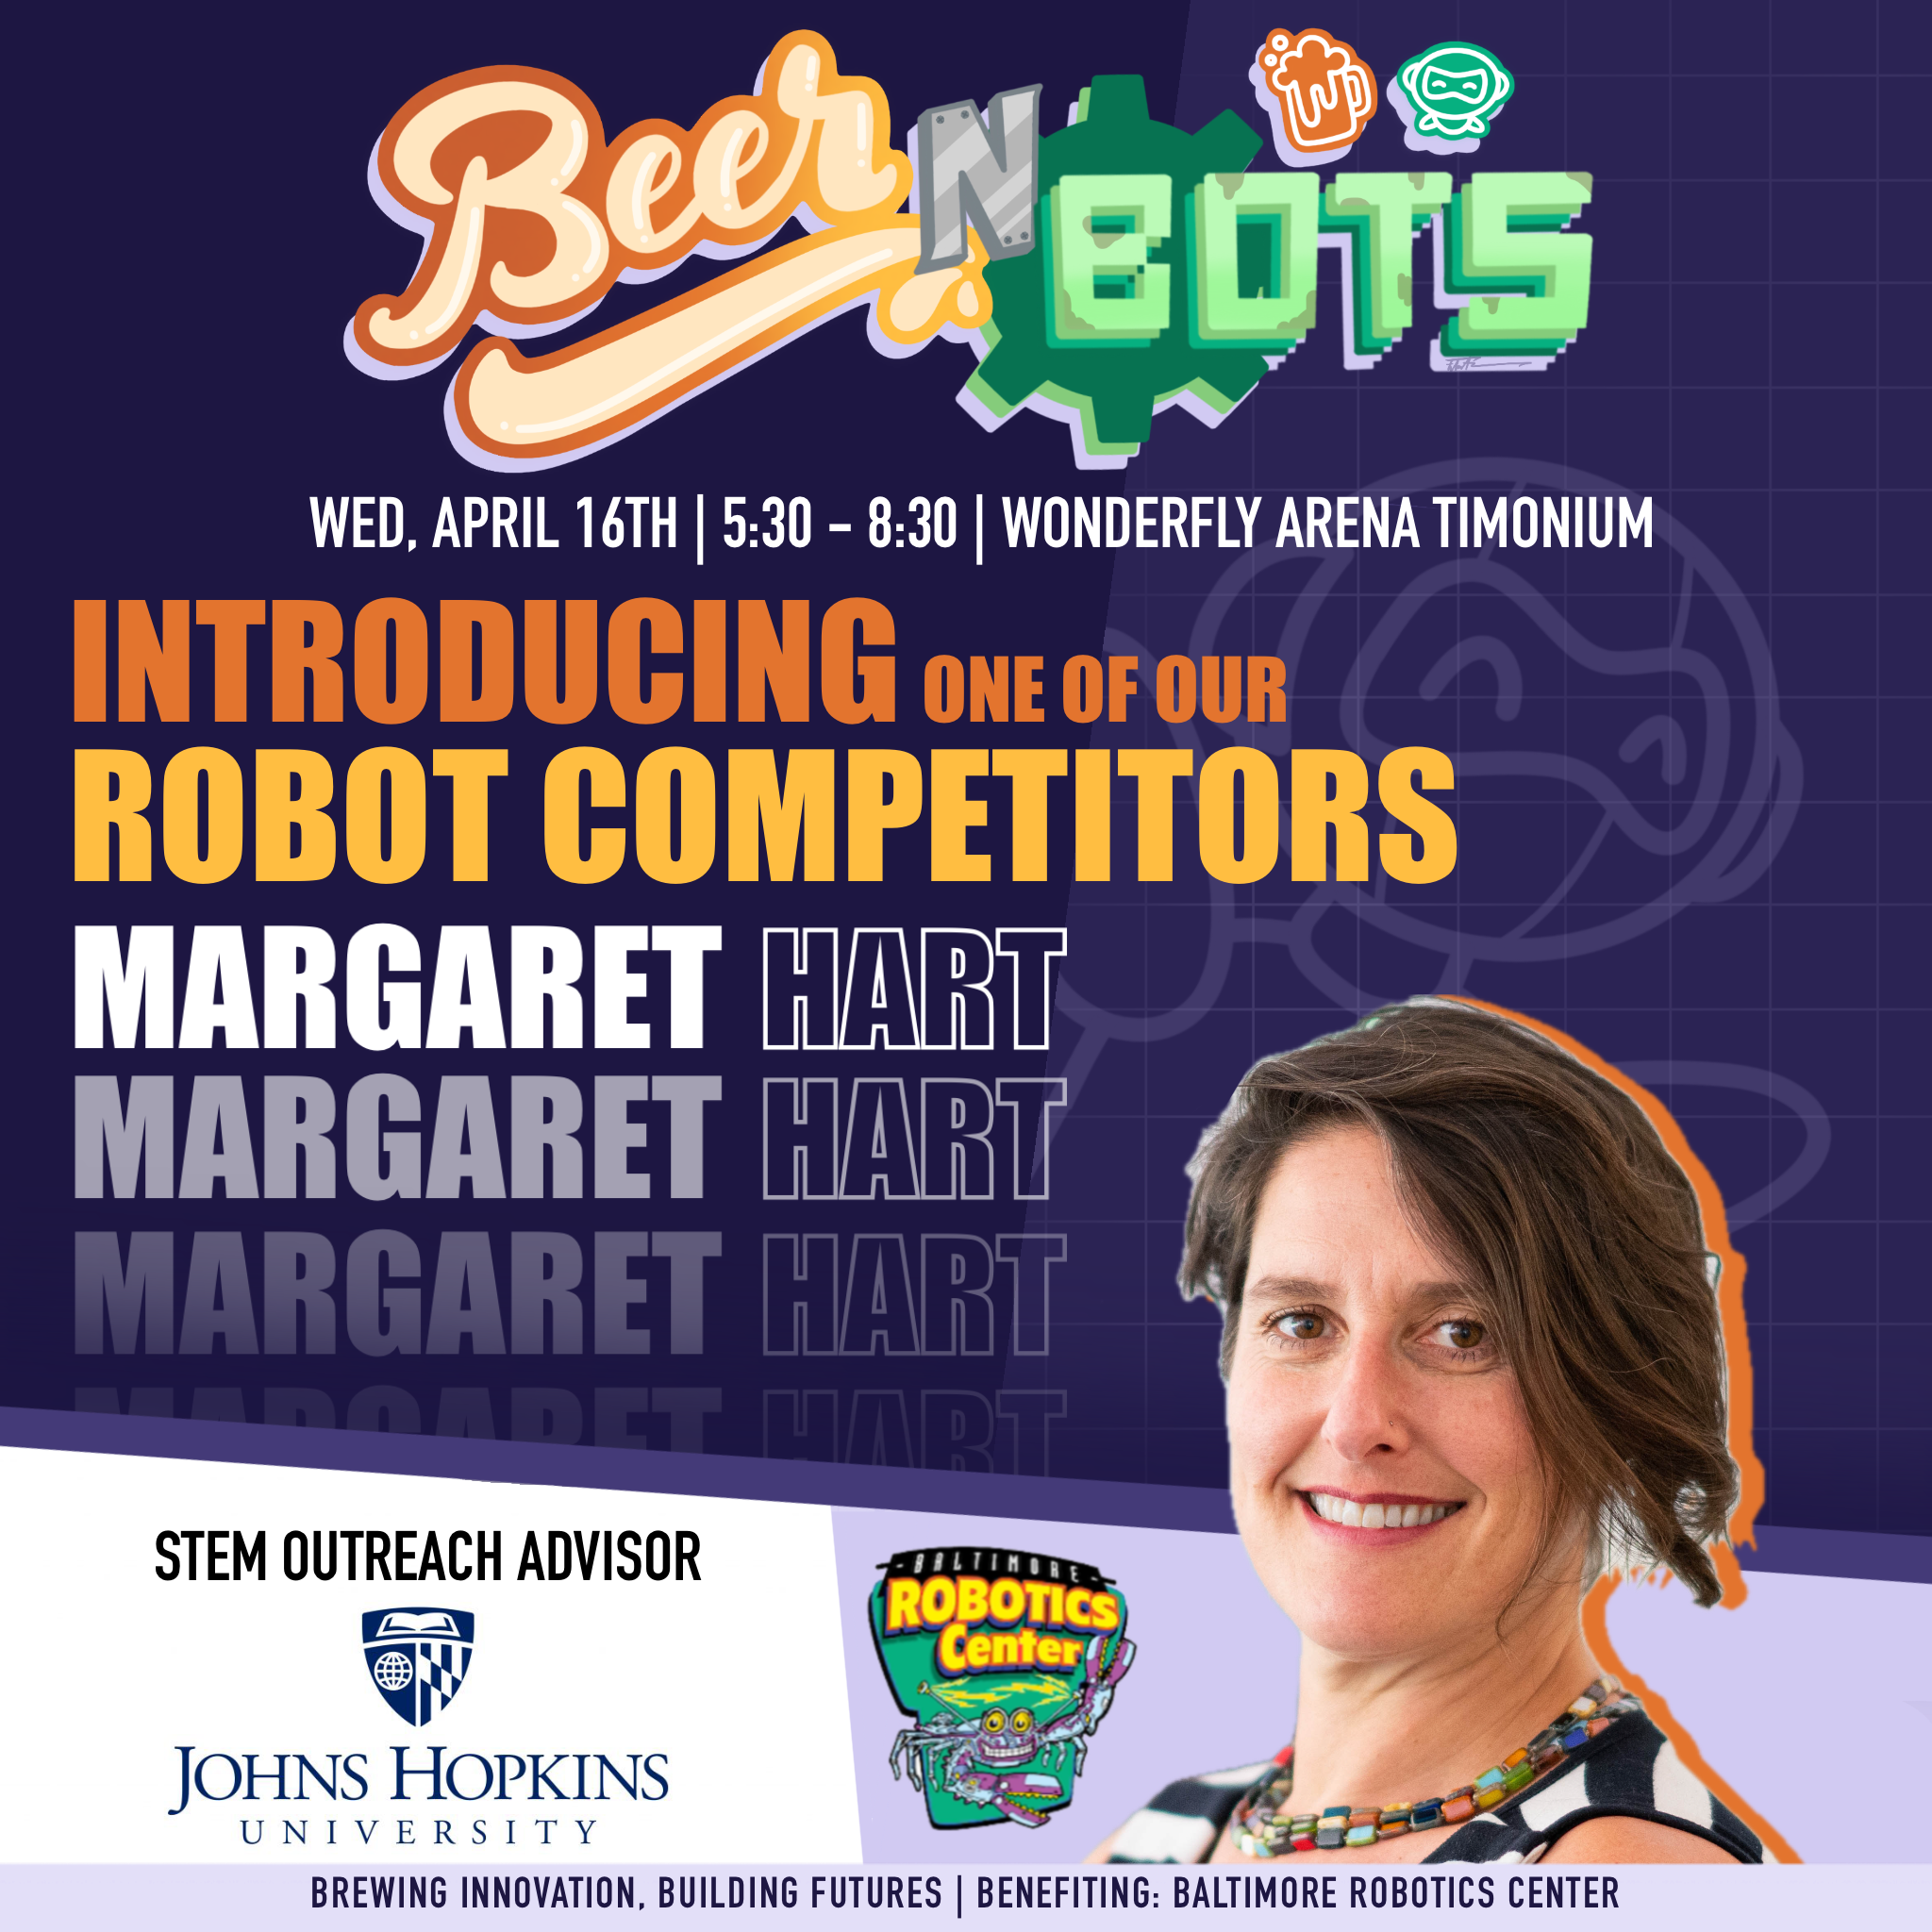 Beer N BOTS
WED, APRIL 16TH | 5:30 - 8:30 | WONDERFLY ARENA TIMONIUM
INTRODUCING ONE OF OUR
ROBOT COMPETITORS
MARGARET HART
MARGARET HART
MARGARET HART
MARGARET HART
STEM OUTREACH ADVISOR
JOHNS HOPKINS
UNIVERSITY
BALTIMORE
ROBOTICS
Center
BREWING INNOVATION, BUILDING FUTURES | BENEFITING: BALTIMORE ROBOTICS CENTER